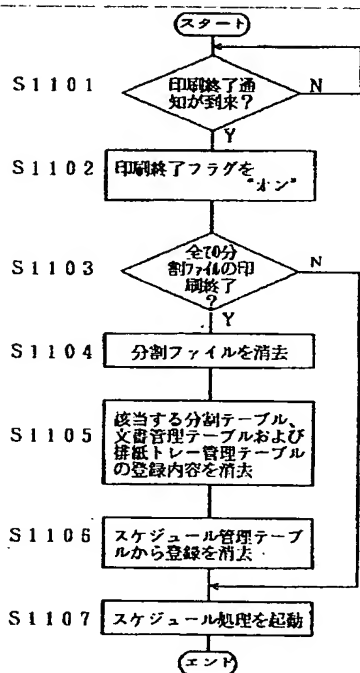 スタート
S1101
印刷終了通
知が到来?
N
Y
S1102
印刷終了フラグを
“オン”
S1103
全ての分
割ファイルの印
刷終了
?
N
Y
S1104
分割ファイルを消去
S1105
該当する分割テーブル、
文書管理テーブルおよび
排紙トレー管理テーブル
の登録内容を消去
S1106
スケジュール管理テーブ
ルから登録を消去
S1107
スケジュール処理を起動
エンド